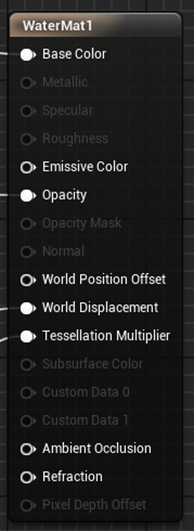 WaterMat1
Base Color
Metallic
Specular
Roughness
Emissive Color
Opacity
Opacity Mask
Normal
World Position Offset
World Displacement
Tessellation Multiplier
Subsurface Color
Custom Data 0
Custom Data 1
Ambient Occlusion
Refraction
Pixel Depth Offset